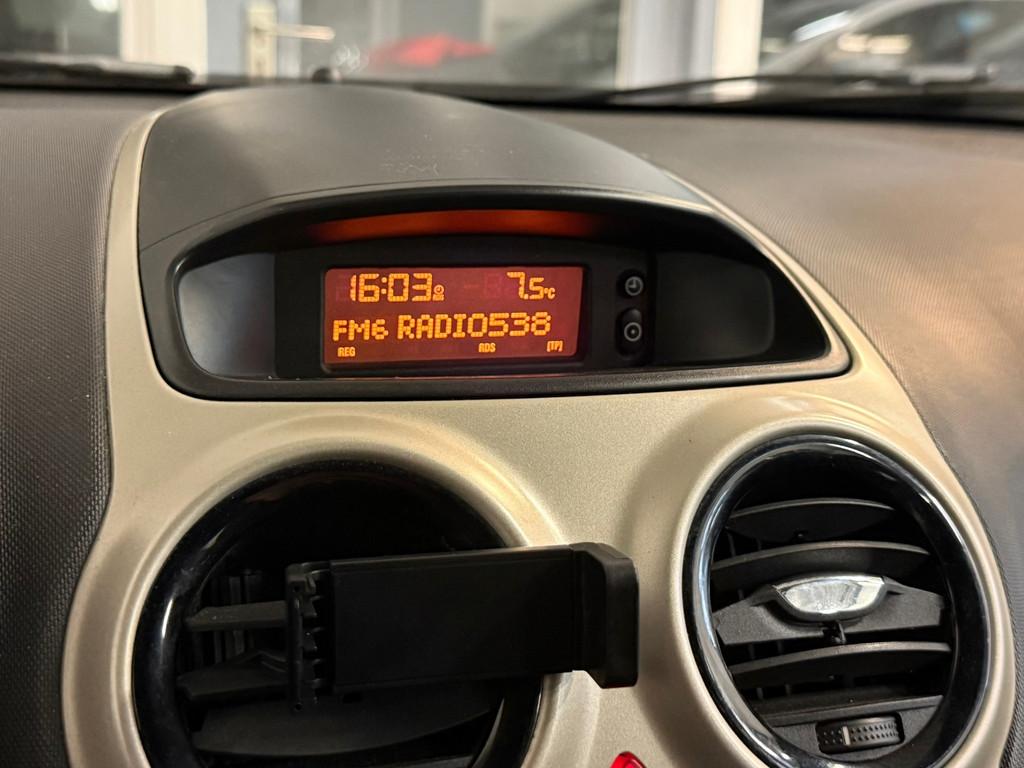 16:03 7.5°C
FM6 RADIO538
REG RDS [TP]